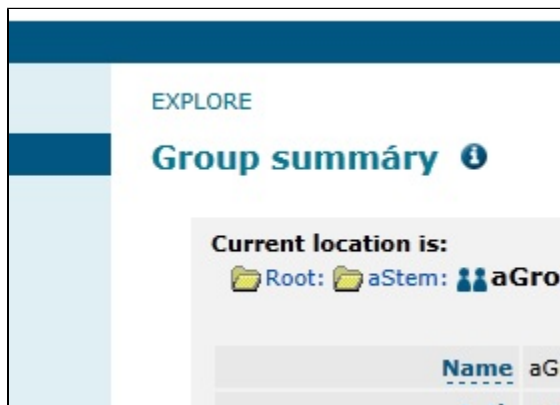 EXPLORE
Group summáry
Current location is:
Root: aStem: aGro
Name aG